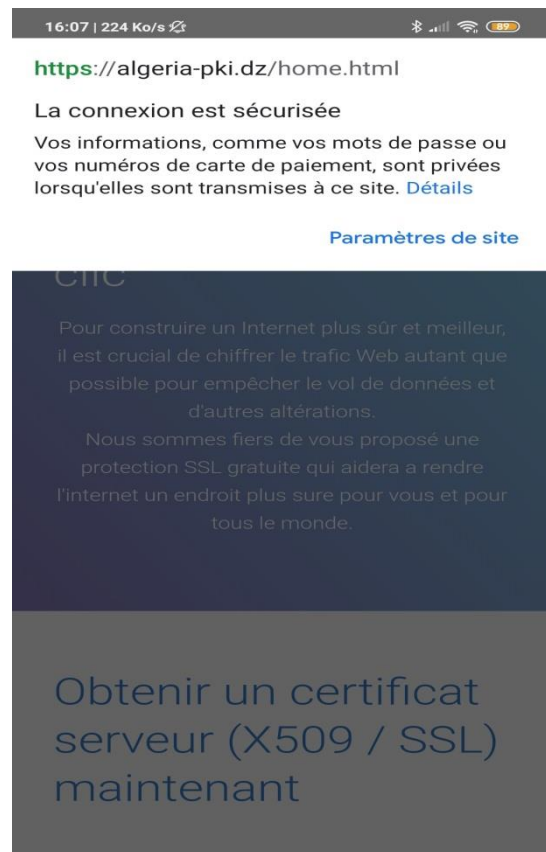 16:07 | 224 Ko/s
89
https://algeria-pki.dz/home.html
La connexion est sécurisée
Vos informations, comme vos mots de passe ou
vos numéros de carte de paiement, sont privées
lorsqu'elles sont transmises à ce site. Détails
Paramètres de site
clic
Pour construire un Internet plus sûr et meilleur,
il est crucial de chiffrer le trafic Web autant que
possible pour empêcher le vol de données et
d'autres altérations.
Nous sommes fiers de vous proposé une
protection SSL gratuite qui aidera a rendre
l'internet un endroit plus sure pour vous et pour
tous le monde.
Obtenir un certificat
serveur (X509 / SSL)
maintenant